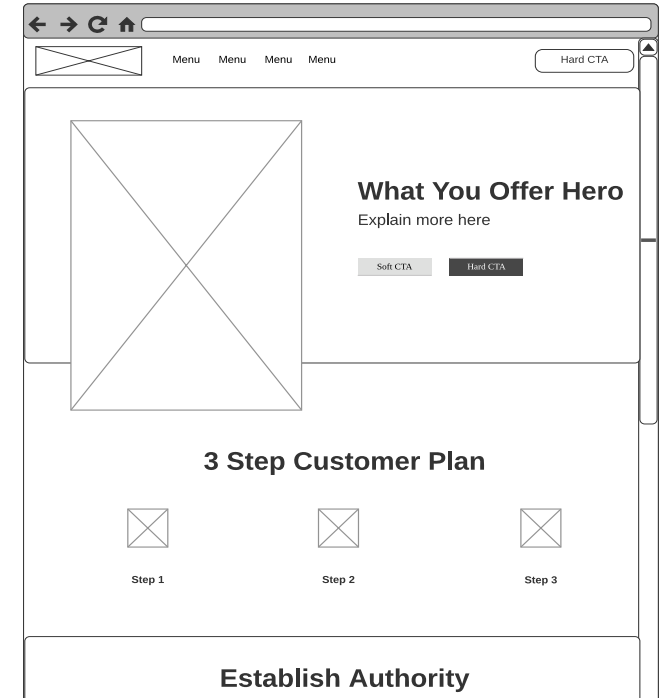 Menu Menu Menu Menu Hard CTA
What You Offer Hero
Explain more here
Soft CTA Hard CTA
3 Step Customer Plan
Step 1 Step 2 Step 3
Establish Authority